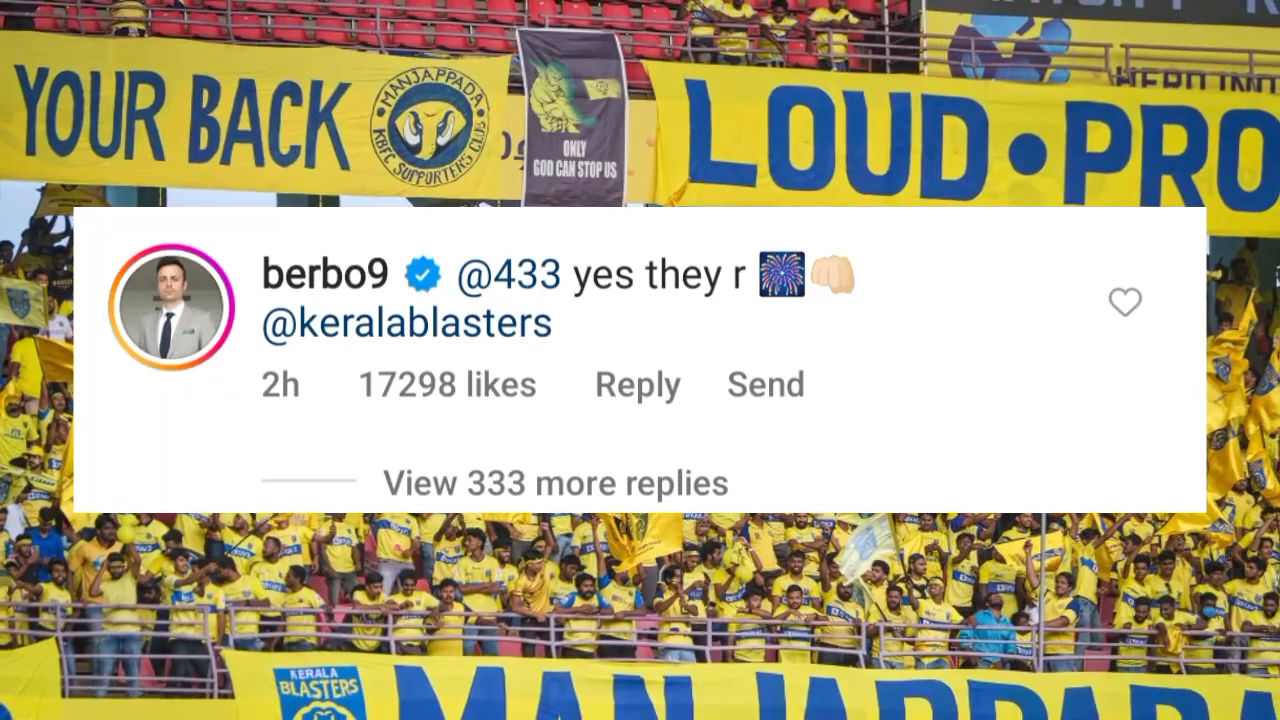 YOUR BACK
MANJAPPADA
KBFC SUPPORTERS CLUB
ONLY
GOD CAN STOP US
LOUD • PRO
berbo9 @433 yes they r 🎆👊🏻
@keralablasters
2h 17298 likes Reply Send
View 333 more replies
KERALA
BLASTERS
MANJAPPADA